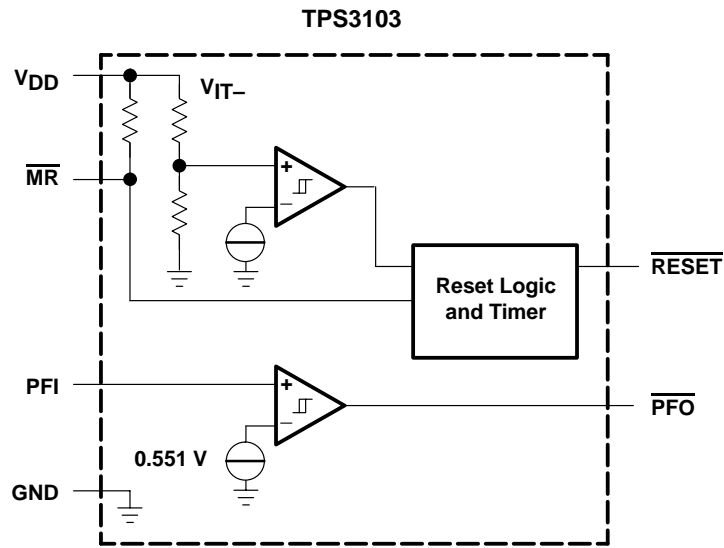 TPS3103
VDD
VIT–
MR
+
–
RESET
Reset Logic
and Timer
PFI
+
–
PFO
0.551 V
GND